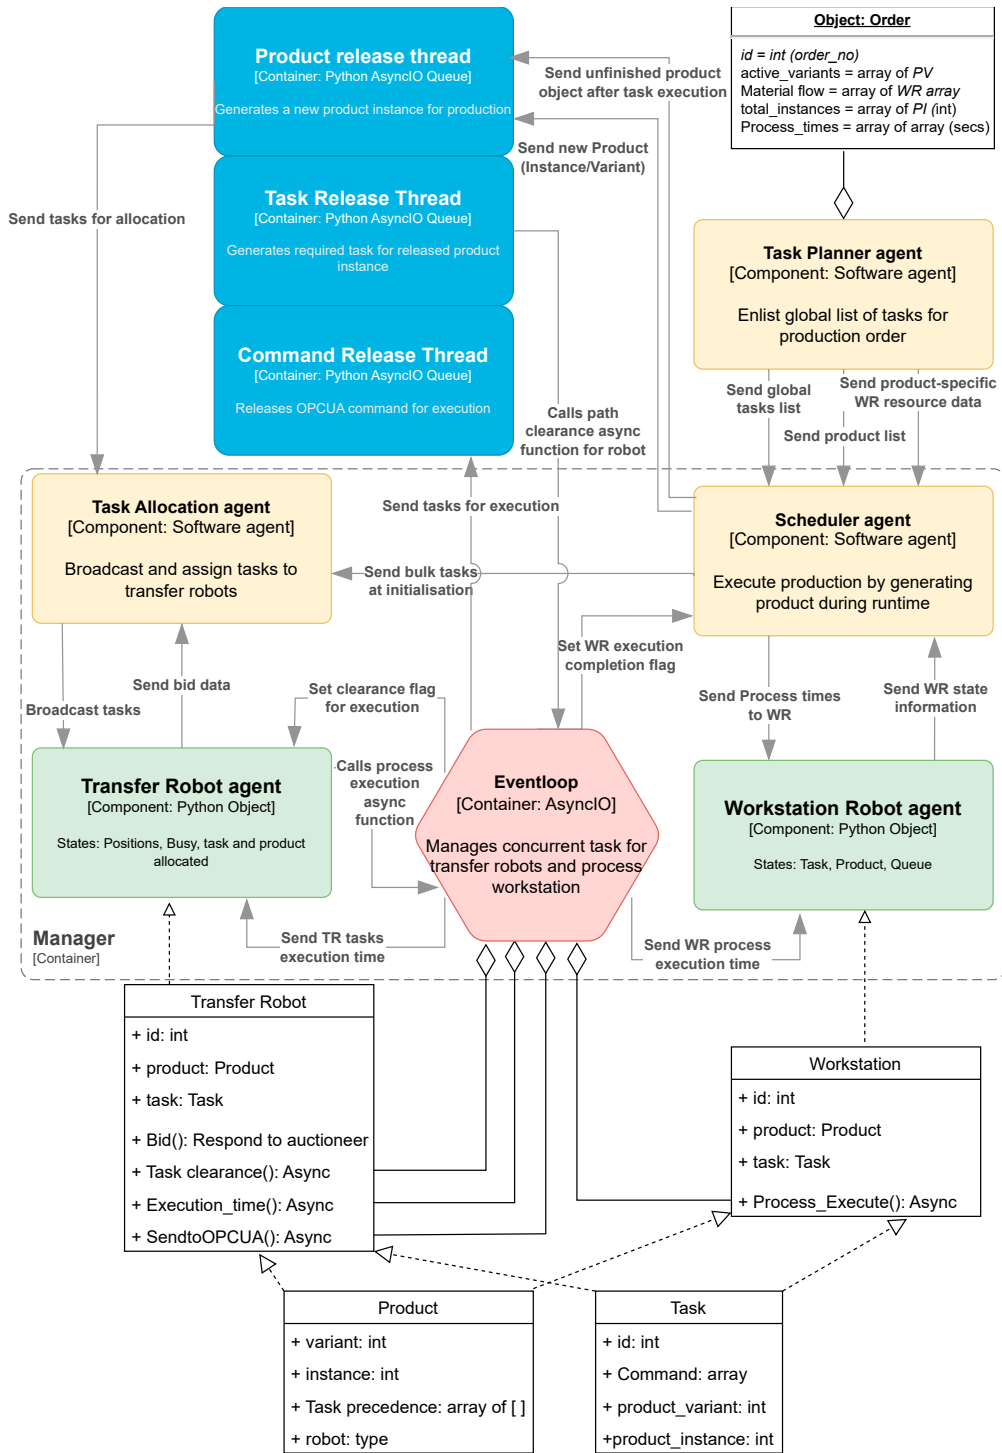 Object: Order
id = int (order_no)
active_variants = array of PV
Material flow = array of WR array
total_instances = array of PI (int)
Process_times = array of array (secs)
Product release thread
[Container: Python AsyncIO Queue]
Generates a new product instance for production
Send unfinished product
object after task execution
Send new Product
(Instance/Variant)
Send tasks for allocation
Task Release Thread
[Container: Python AsyncIO Queue]
Generates required task for released product
instance
Task Planner agent
[Component: Software agent]
Enlist global list of tasks for
production order
Command Release Thread
[Container: Python AsyncIO Queue]
Releases OPCUA command for execution
Calls path
clearance async
function for robot
Send global
tasks list
Send product-specific
WR resource data
Send product list
Send tasks for execution
Task Allocation agent
[Component: Software agent]
Broadcast and assign tasks to
transfer robots
Scheduler agent
[Component: Software agent]
Execute production by generating
product during runtime
Send bulk tasks
at initialisation
Set WR execution
completion flag
Broadcast tasks
Send bid data
Set clearance flag
for execution
Send Process times
to WR
Send WR state
information
Transfer Robot agent
[Component: Python Object]
States: Positions, Busy, task and product
allocated
Calls process
execution
async
function
Eventloop
[Container: AsyncIO]
Manages concurrent task for
transfer robots and process
workstation
Workstation Robot agent
[Component: Python Object]
States: Task, Product, Queue
Manager
[Container]
Send TR tasks
execution time
Send WR process
execution time
Transfer Robot
+ id: int
+ product: Product
+ task: Task
+ Bid(): Respond to auctioneer
+ Task clearance(): Async
+ Execution_time(): Async
+ SendtoOPCUA(): Async
Workstation
+ id: int
+ product: Product
+ task: Task
+ Process_Execute(): Async
Product
+ variant: int
+ instance: int
+ Task precedence: array of [ ]
+ robot: type
Task
+ id: int
+ Command: array
+ product_variant: int
+product_instance: int